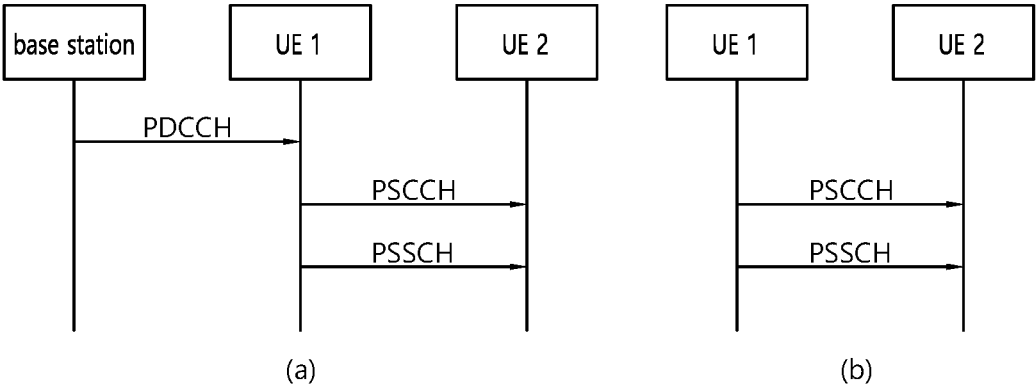 base station UE 1 UE 2 UE 1 UE 2
PDCCH
PSCCH PSCCH
PSSCH PSSCH
(a) (b)